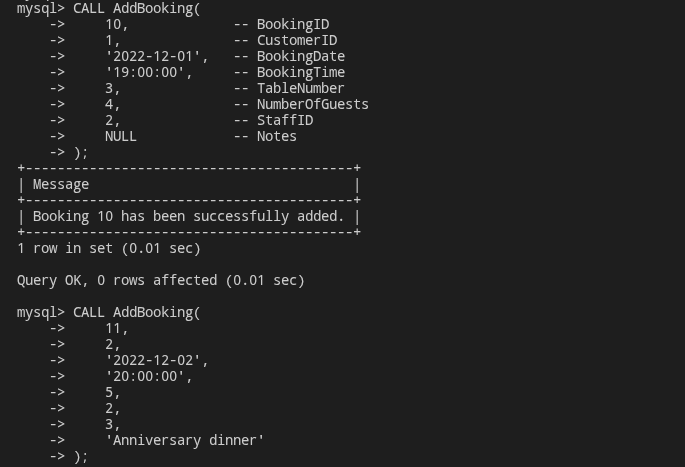 mysql> CALL AddBooking(
    ->     10,             -- BookingID
    ->     1,              -- CustomerID
    ->     '2022-12-01',   -- BookingDate
    ->     '19:00:00',     -- BookingTime
    ->     3,              -- TableNumber
    ->     4,              -- NumberOfGuests
    ->     2,              -- StaffID
    ->     NULL            -- Notes
    -> );
+-----------------------------------------+
| Message                                 |
+-----------------------------------------+
| Booking 10 has been successfully added. |
+-----------------------------------------+
1 row in set (0.01 sec)

Query OK, 0 rows affected (0.01 sec)

mysql> CALL AddBooking(
    ->     11,
    ->     2,
    ->     '2022-12-02',
    ->     '20:00:00',
    ->     5,
    ->     2,
    ->     3,
    ->     'Anniversary dinner'
    -> );